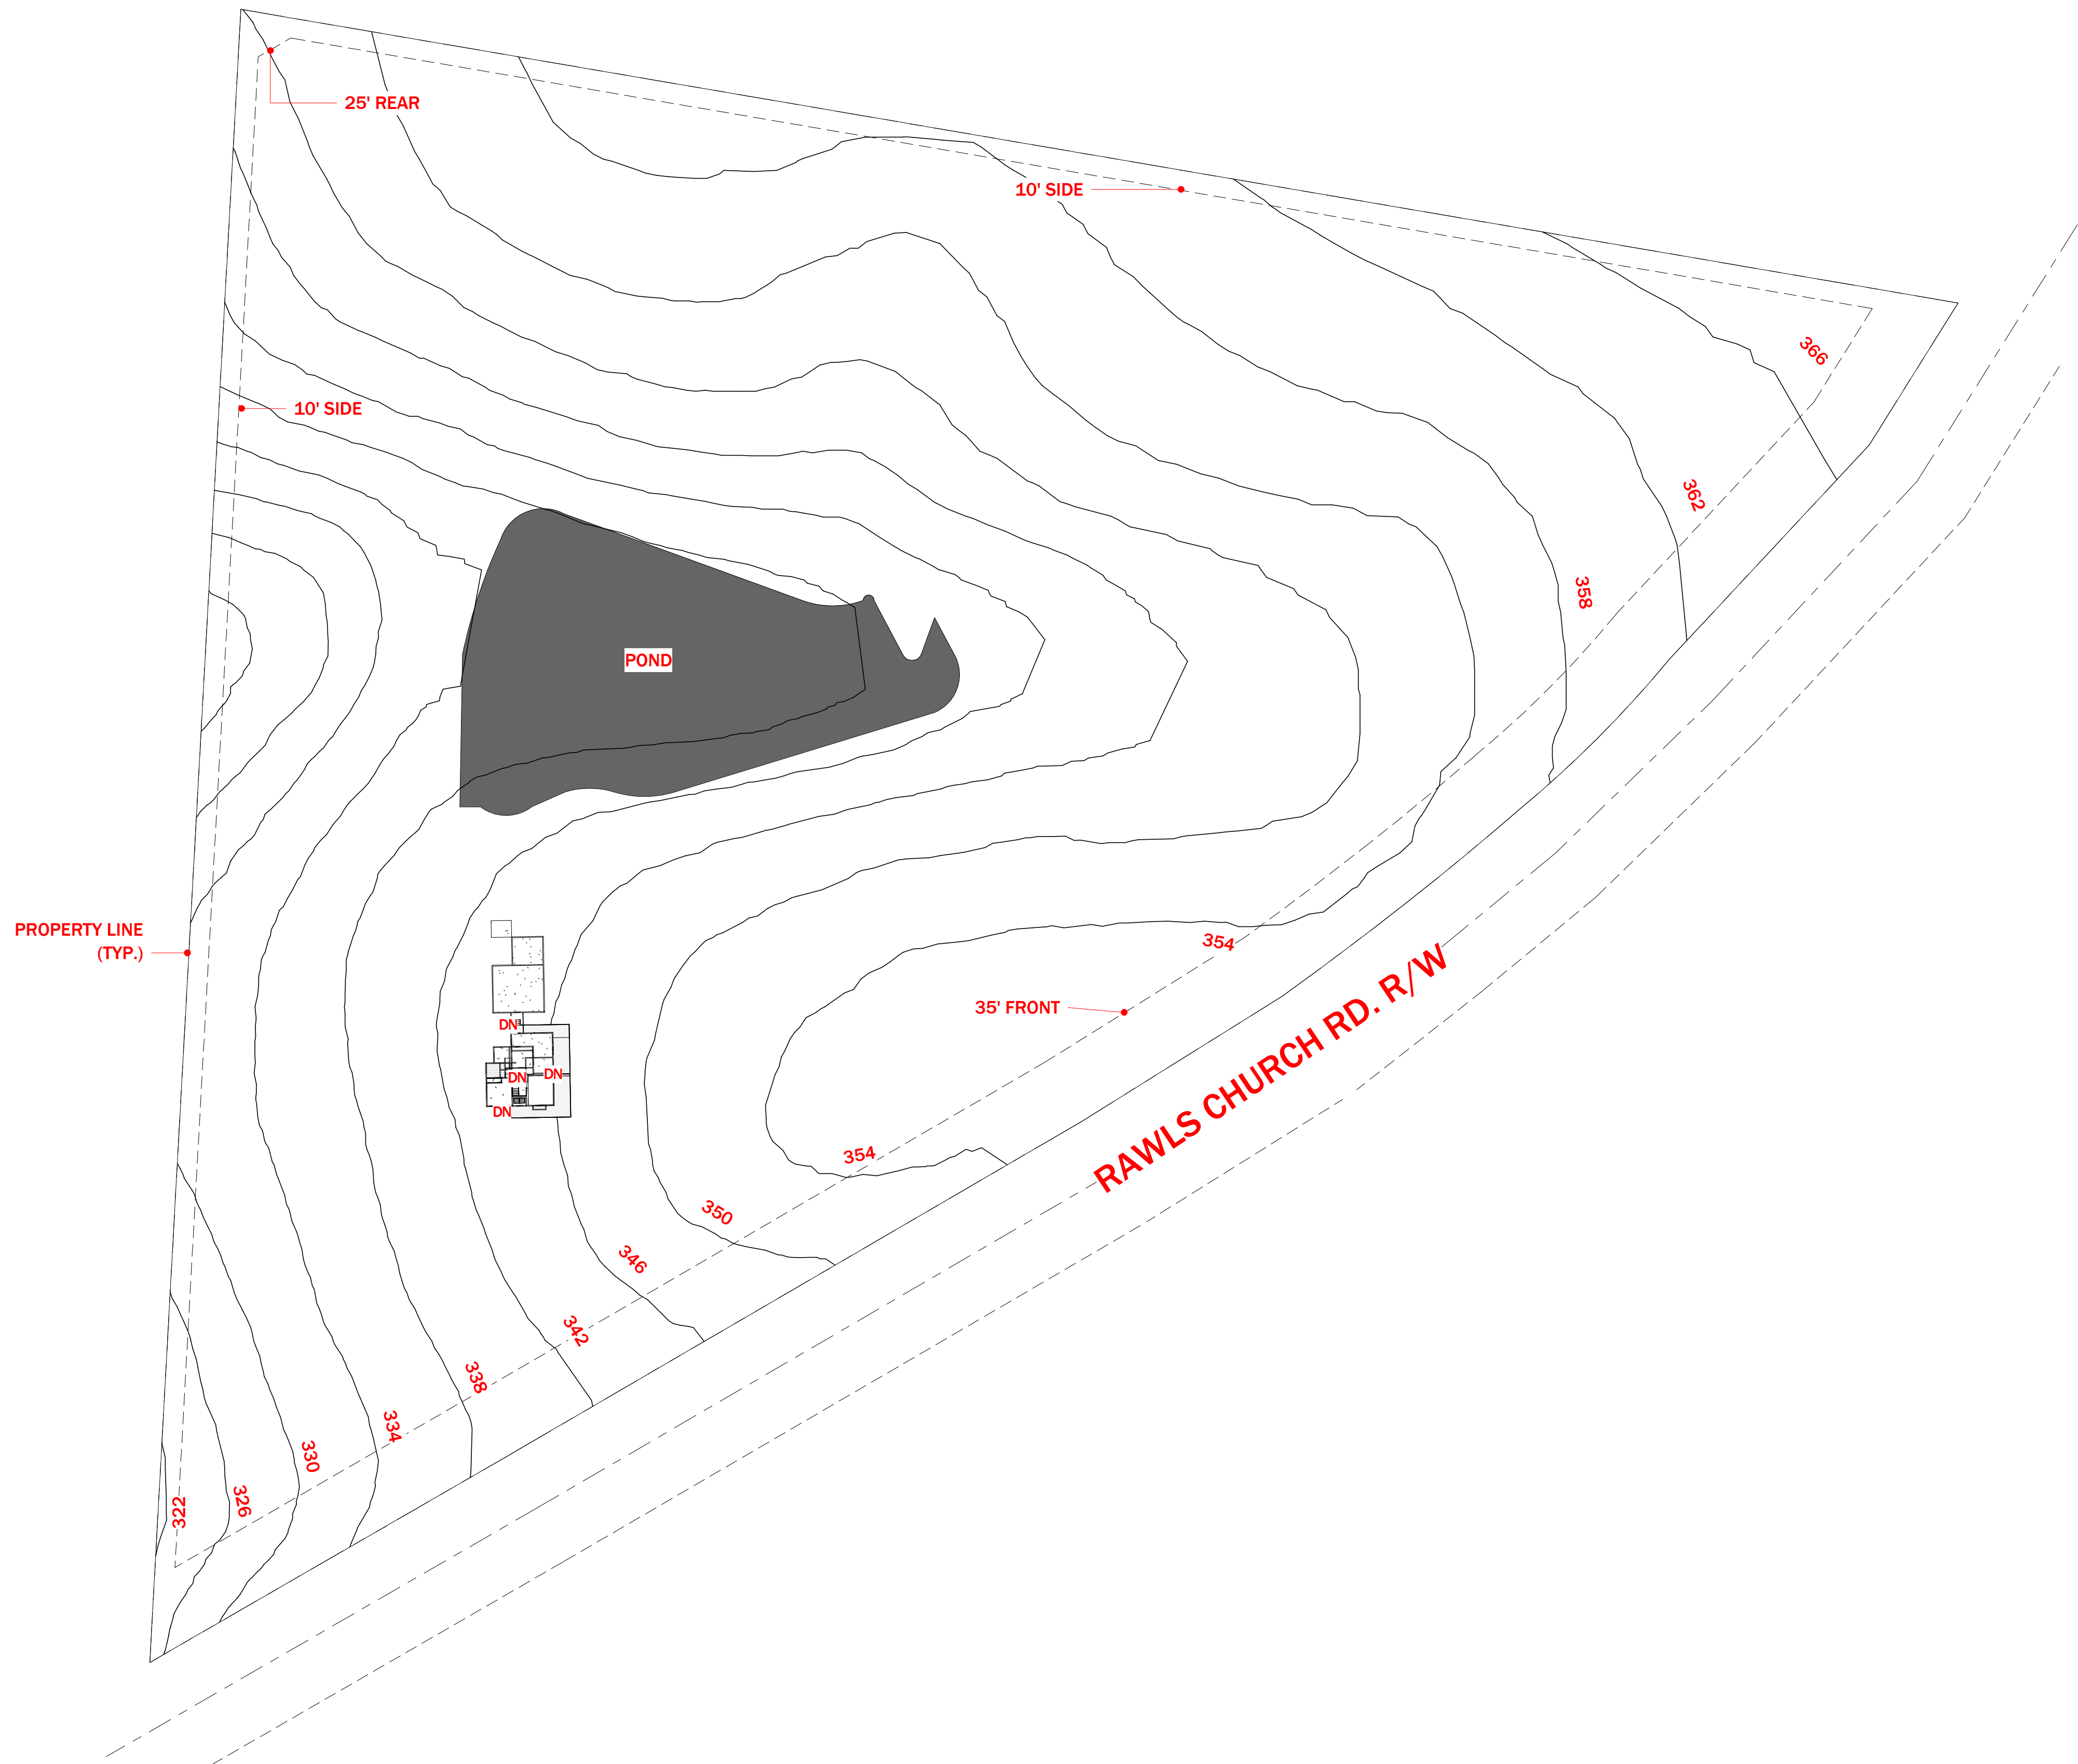 25' REAR
10' SIDE
366
10' SIDE
362
358
POND
PROPERTY LINE
(TYP.)
354
RAWLS CHURCH RD. R/W
35' FRONT
DN
DN
DN
DN
354
350
346
342
338
334
330
326
322